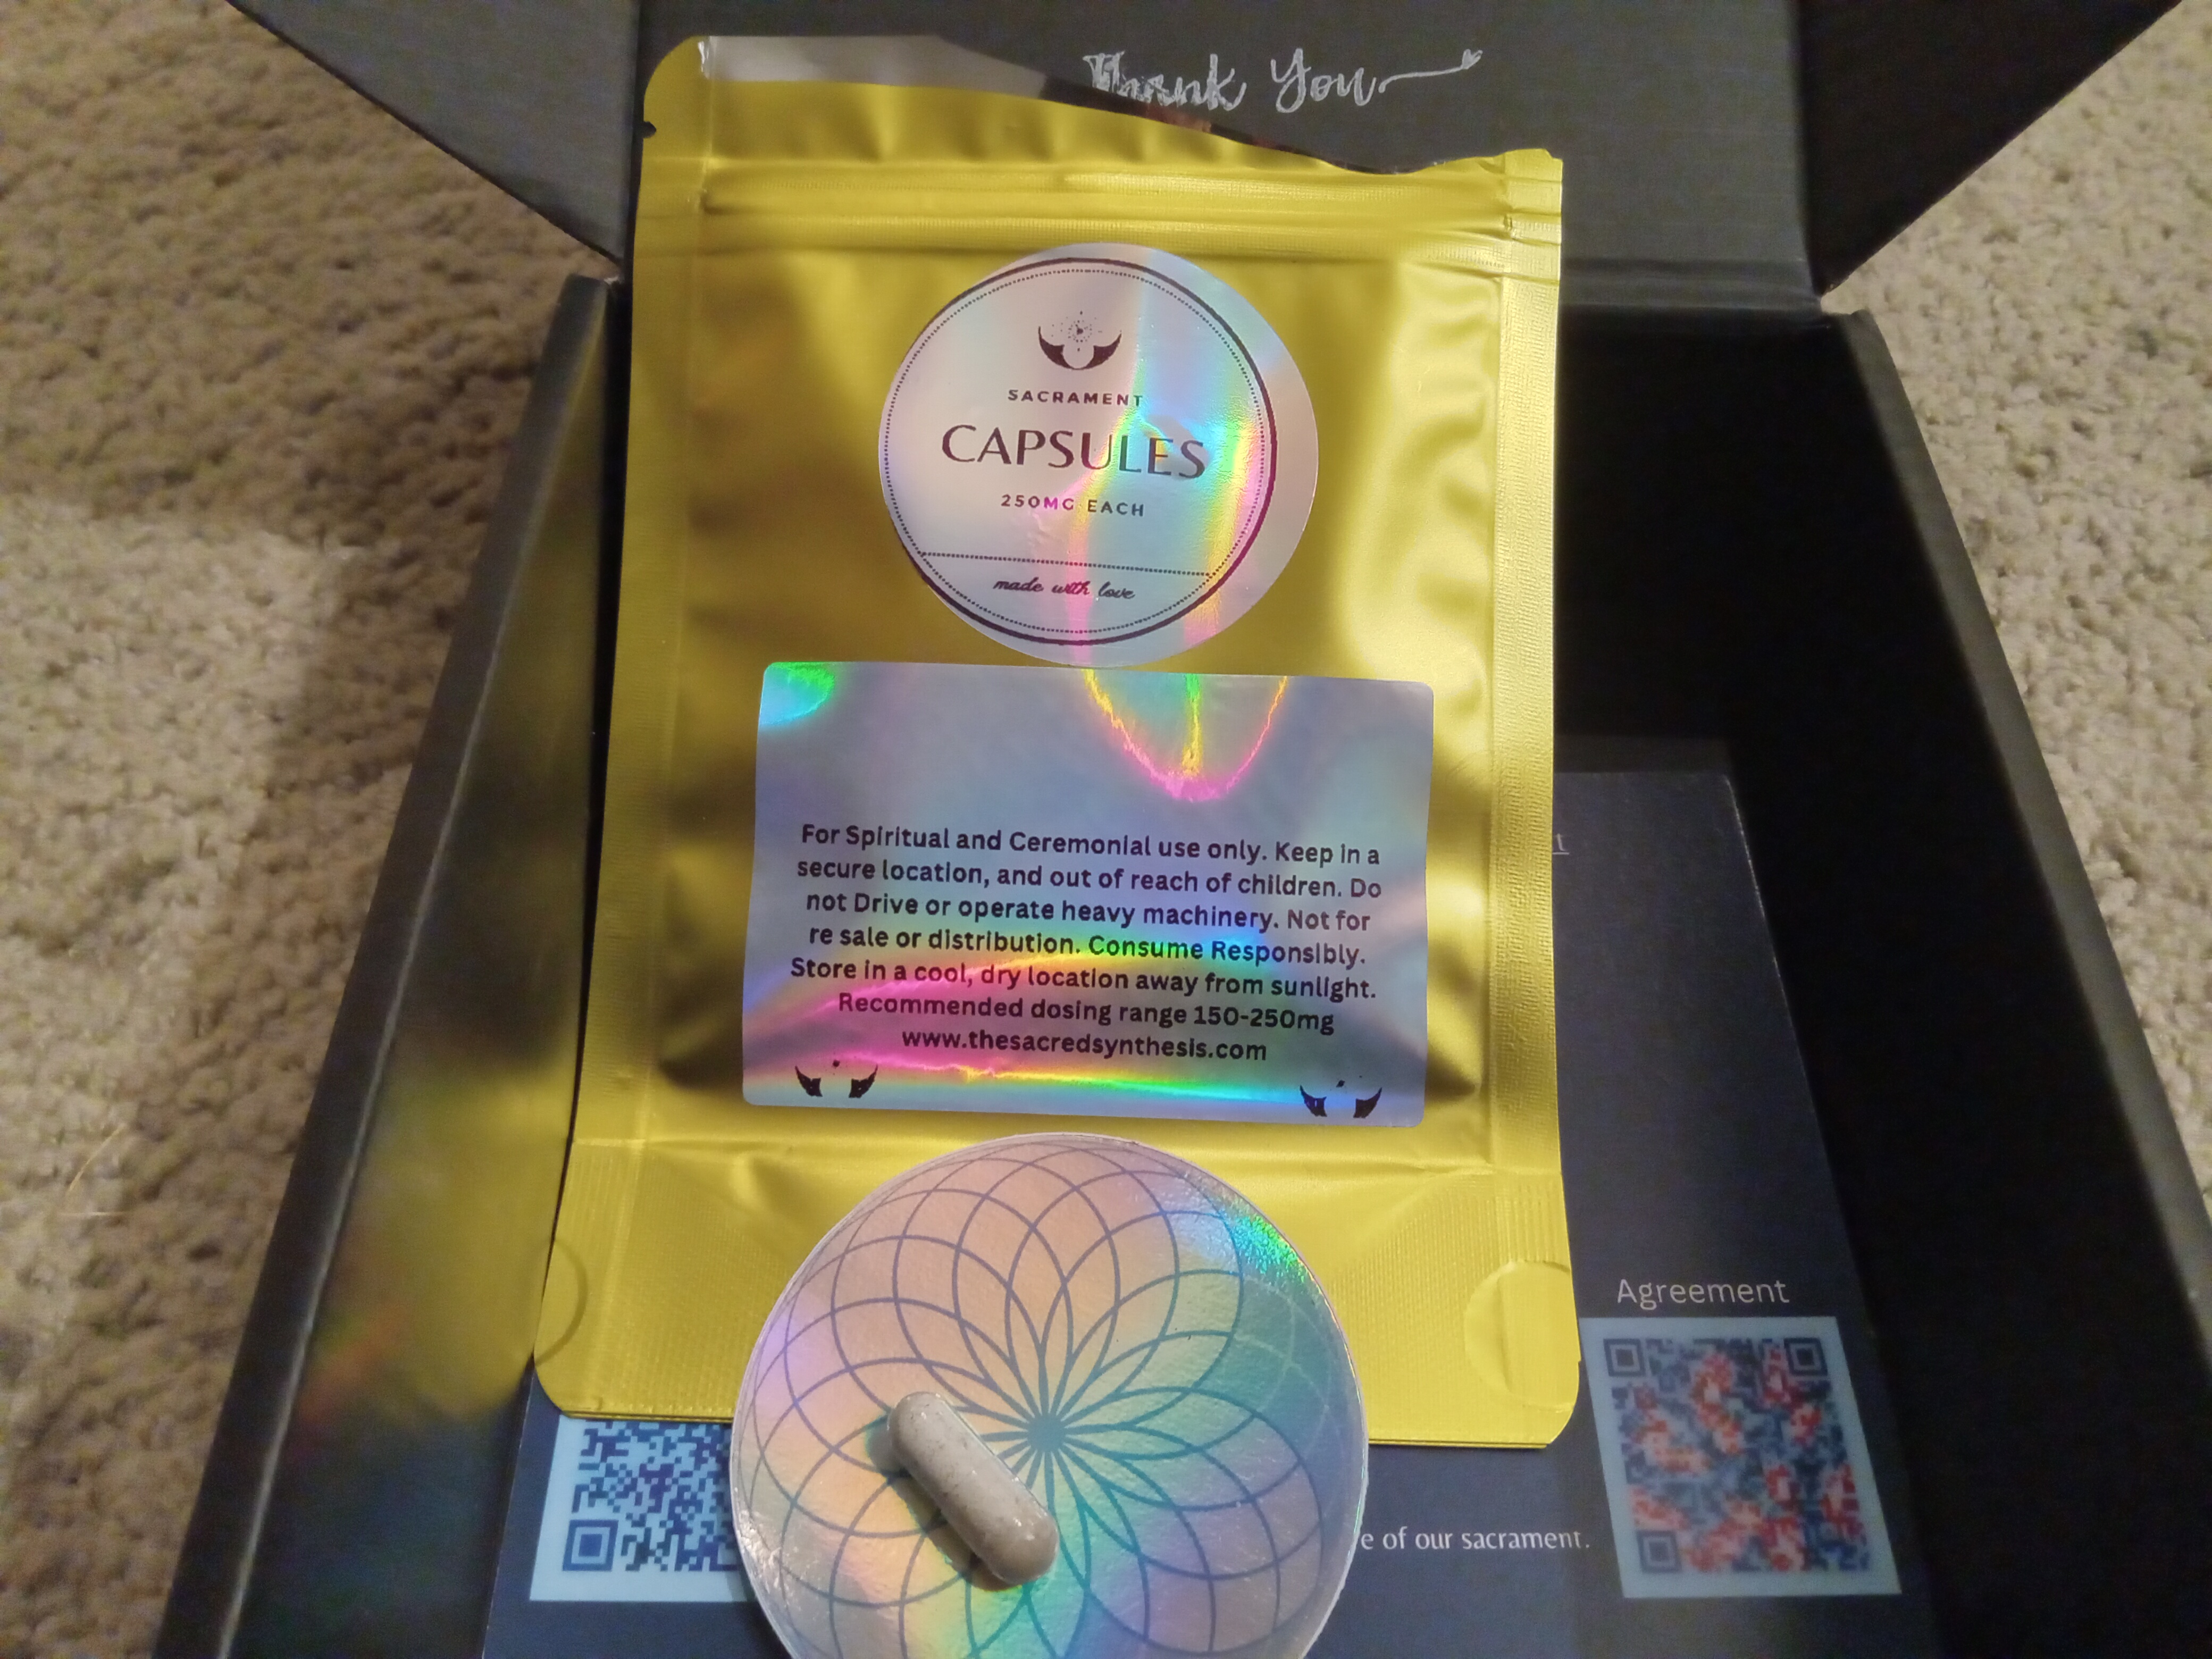 Thank You
SACRAMENT
CAPSULES
250MG EACH
made with love
For Spiritual and Ceremonial use only. Keep in a
secure location, and out of reach of children. Do
not Drive or operate heavy machinery. Not for
re sale or distribution. Consume Responsibly.
Store in a cool, dry location away from sunlight.
Recommended dosing range 150-250mg
www.thesacredsynthesis.com
Agreement
of our sacrament.